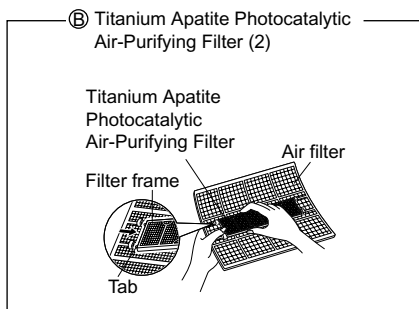 Ⓑ Titanium Apatite Photocatalytic
Air-Purifying Filter (2)
Titanium Apatite
Photocatalytic
Air-Purifying Filter
Air filter
Filter frame
Tab